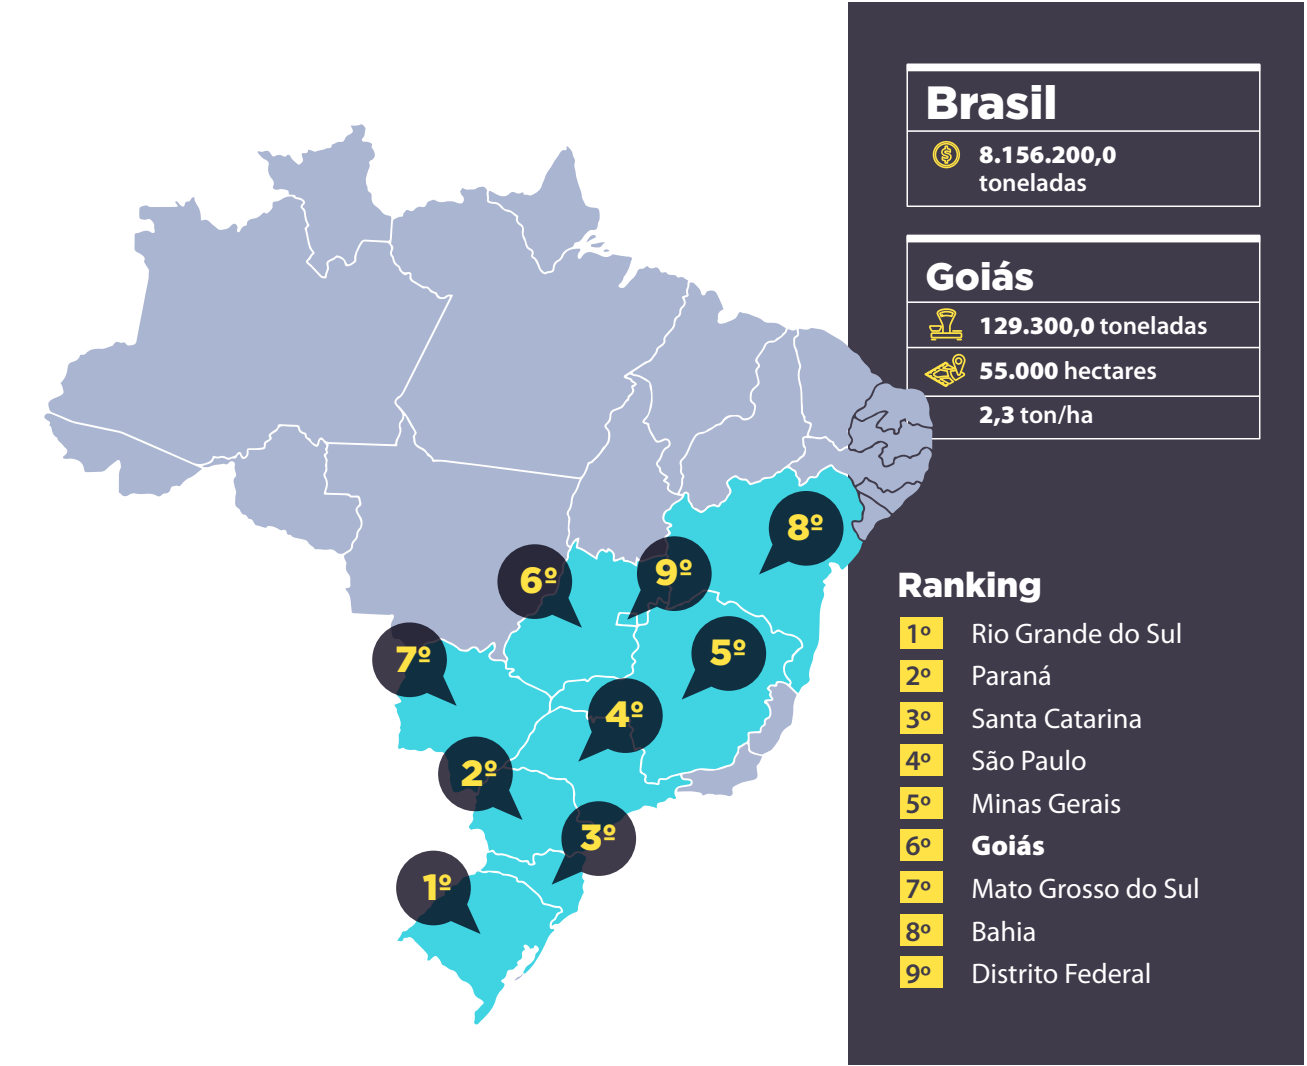 Brasil
8.156.200,0
toneladas
Goiás
129.300,0 toneladas
55.000 hectares
2,3 ton/ha
8º
6º
9º
7º
5º
4º
2º
3º
1º
Ranking
1º Rio Grande do Sul
2º Paraná
3º Santa Catarina
4º São Paulo
5º Minas Gerais
6º Goiás
7º Mato Grosso do Sul
8º Bahia
9º Distrito Federal